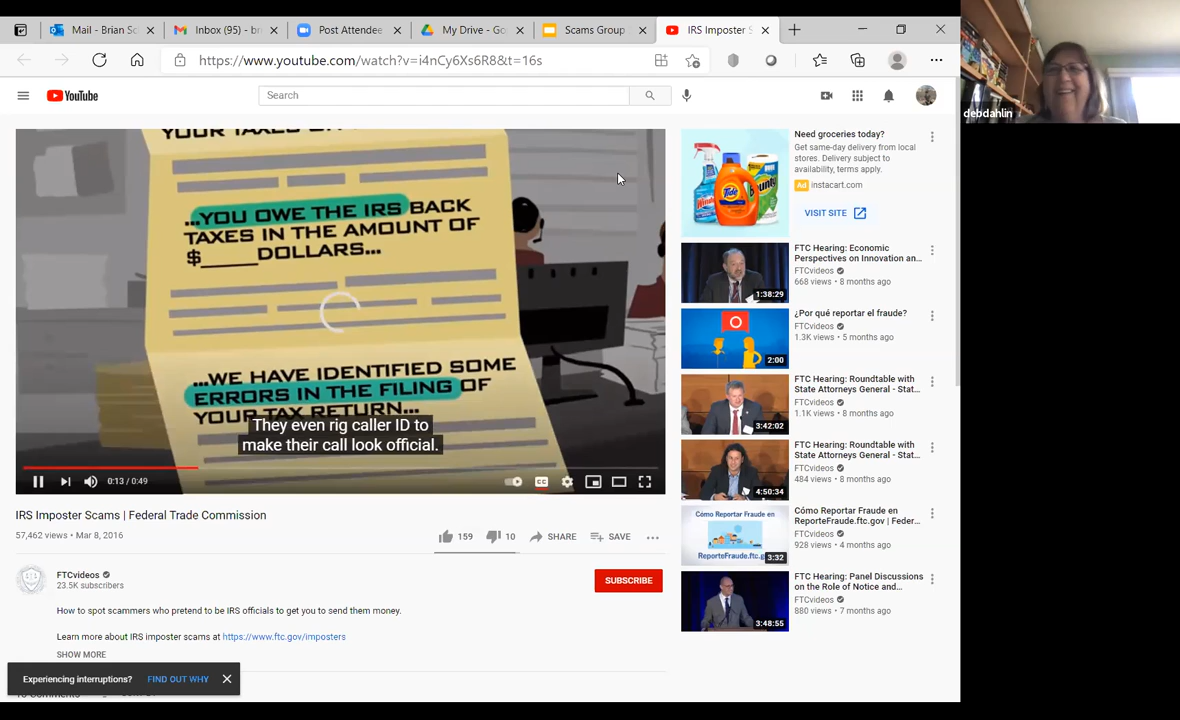 Mail - Brian Sc
Inbox (95) - bri
Post Attendee
My Drive - Goo
Scams Group
IRS Imposter S
https://www.youtube.com/watch?v=i4nCy6Xs6R8&t=16s
YouTube
Search
debdahlin
...YOU OWE THE IRS BACK
TAXES IN THE AMOUNT OF
$____DOLLARS...
...WE HAVE IDENTIFIED SOME
ERRORS IN THE FILING OF
YOUR TAX RETURN...
They even rig caller ID to
make their call look official.
0:13 / 0:49
CC
IRS Imposter Scams | Federal Trade Commission
57,462 views • Mar 8, 2016
159
10
SHARE
SAVE
FTCvideos
23.5K subscribers
SUBSCRIBE
How to spot scammers who pretend to be IRS officials to get you to send them money.
Learn more about IRS imposter scams at https://www.ftc.gov/imposters
SHOW MORE
Experiencing interruptions?
FIND OUT WHY
Need groceries today?
Get same-day delivery from local
stores. Delivery subject to
availability, terms apply.
Ad instacart.com
VISIT SITE
Tide
Bounty
FTC Hearing: Economic
Perspectives on Innovation an...
FTCvideos
668 views • 8 months ago
1:38:29
¿Por qué reportar el fraude?
FTCvideos
1.3K views • 5 months ago
2:00
FTC Hearing: Roundtable with
State Attorneys General - Stat...
FTCvideos
1.1K views • 8 months ago
3:42:02
FTC Hearing: Roundtable with
State Attorneys General - Stat...
FTCvideos
484 views • 8 months ago
4:50:34
Cómo Reportar Fraude en
ReporteFraude.ftc.g
3:32
Cómo Reportar Fraude en
ReporteFraude.ftc.gov | Feder...
FTCvideos
928 views • 4 months ago
FTC Hearing: Panel Discussions
on the Role of Notice and...
FTCvideos
880 views • 7 months ago
3:48:55